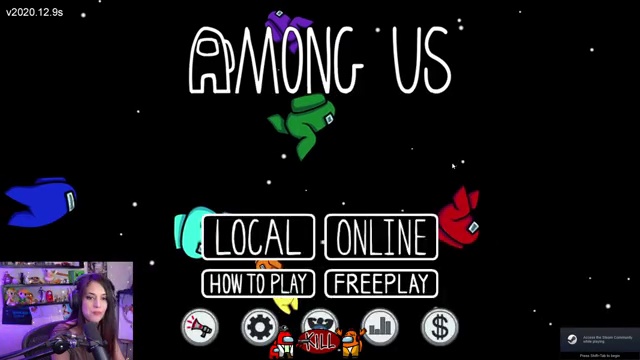 v2020.12.9s
AMONG US
LOCAL
ONLINE
HOW TO PLAY
FREEPLAY
$
KILL
Access the Steam Community
while playing.
Press Shift+Tab to begin